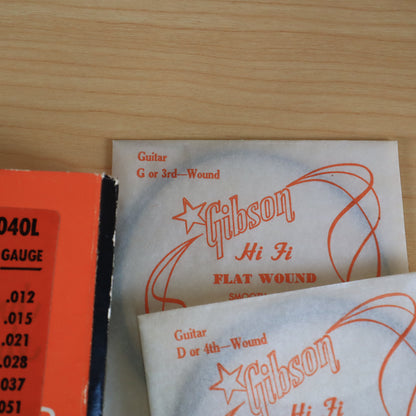 040L
GAUGE
.012
.015
.021
.028
.037
.051
Guitar
G or 3rd—Wound
Gibson
Hi Fi
FLAT WOUND
Guitar
D or 4th—Wound
Gibson
Hi Fi